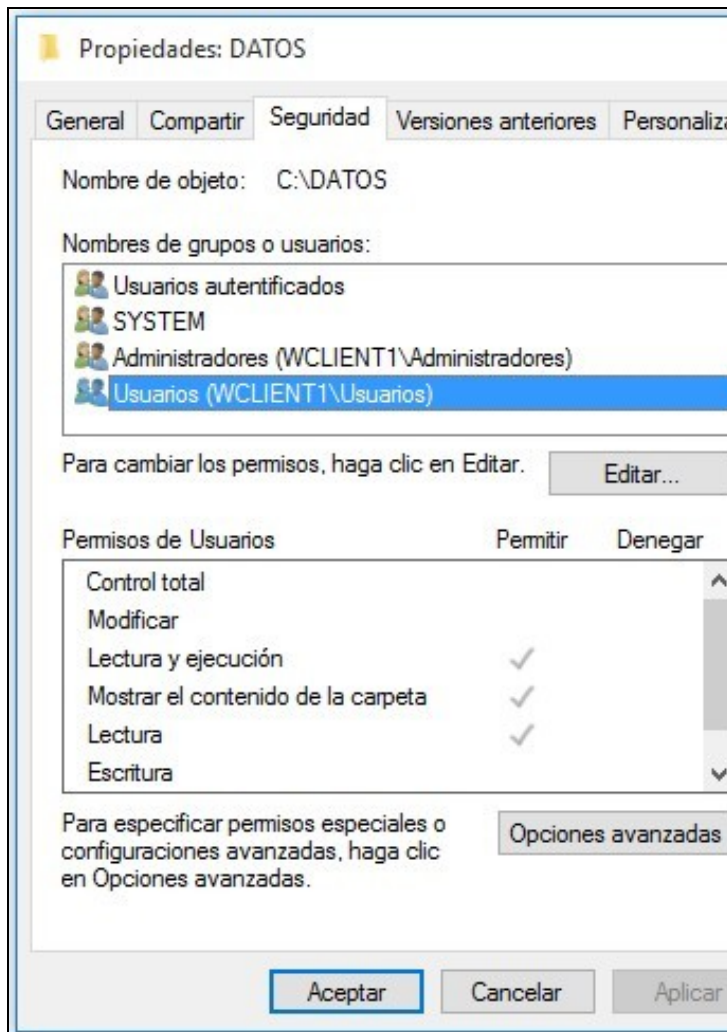 Propiedades: DATOS
General Compartir Seguridad Versiones anteriores
Nombre de objeto: C:\DATOS
Nombres de grupos o usuarios:
Usuarios autentificados
SYSTEM
Administradores (WCLIENT1\Administradores)
Usuarios (WCLIENT1\Usuarios)
Para cambiar los permisos, haga clic en Editar. Editar...
Permisos de Usuarios Permitir Denegar
Control total
Modificar
Lectura y ejecución
Mostrar el contenido de la carpeta
Lectura
Escritura
Para especificar permisos especiales o
configuraciones avanzadas, haga clic
en Opciones avanzadas.
Opciones avanzadas
Aceptar Cancelar Aplicar